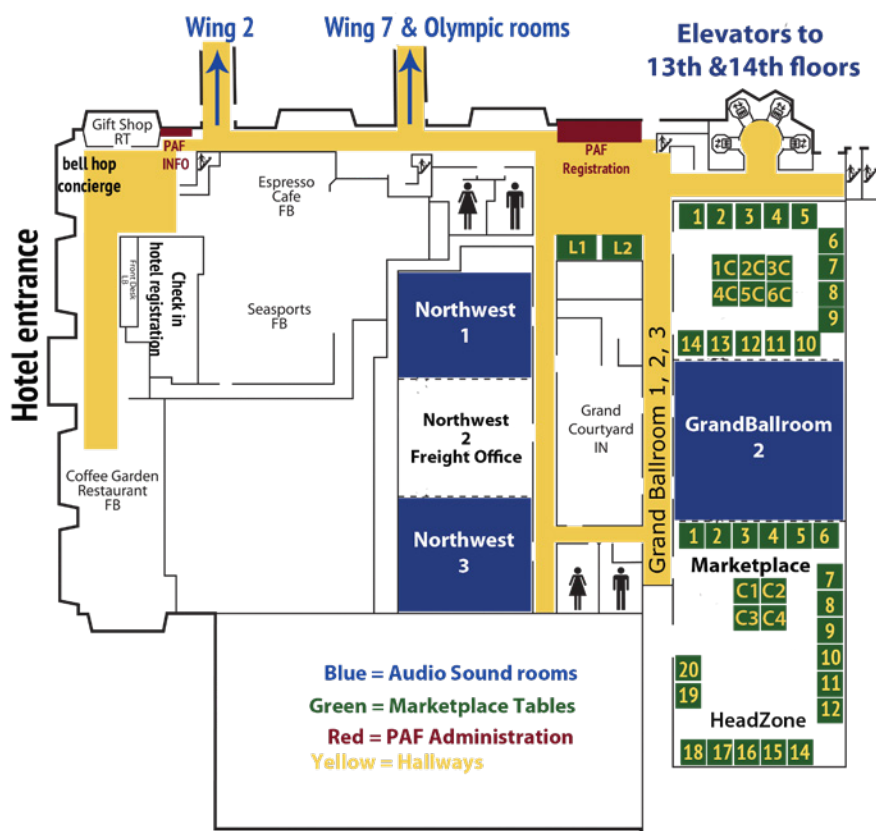 Wing 2
Wing 7 & Olympic rooms
Elevators to
13th &14th floors
Gift Shop
RT
PAF
INFO
bell hop
concierge
PAF
Registration
Espresso
Cafe
FB
L1
L2
1
2
3
4
5
6
7
8
9
1C
2C
3C
4C
5C
6C
14
13
12
11
10
Hotel entrance
Front Desk
LB
Check in
hotel registration
Seasports
FB
Northwest
1
Northwest
2
Freight Office
Northwest
3
Grand
Courtyard
IN
Grand Ballroom 1, 2, 3
GrandBallroom
2
Coffee Garden
Restaurant
FB
1
2
3
4
5
6
Marketplace
7
8
9
10
11
12
C1
C2
C3
C4
20
19
HeadZone
18
17
16
15
14
Blue = Audio Sound rooms
Green = Marketplace Tables
Red = PAF Administration
Yellow = Hallways